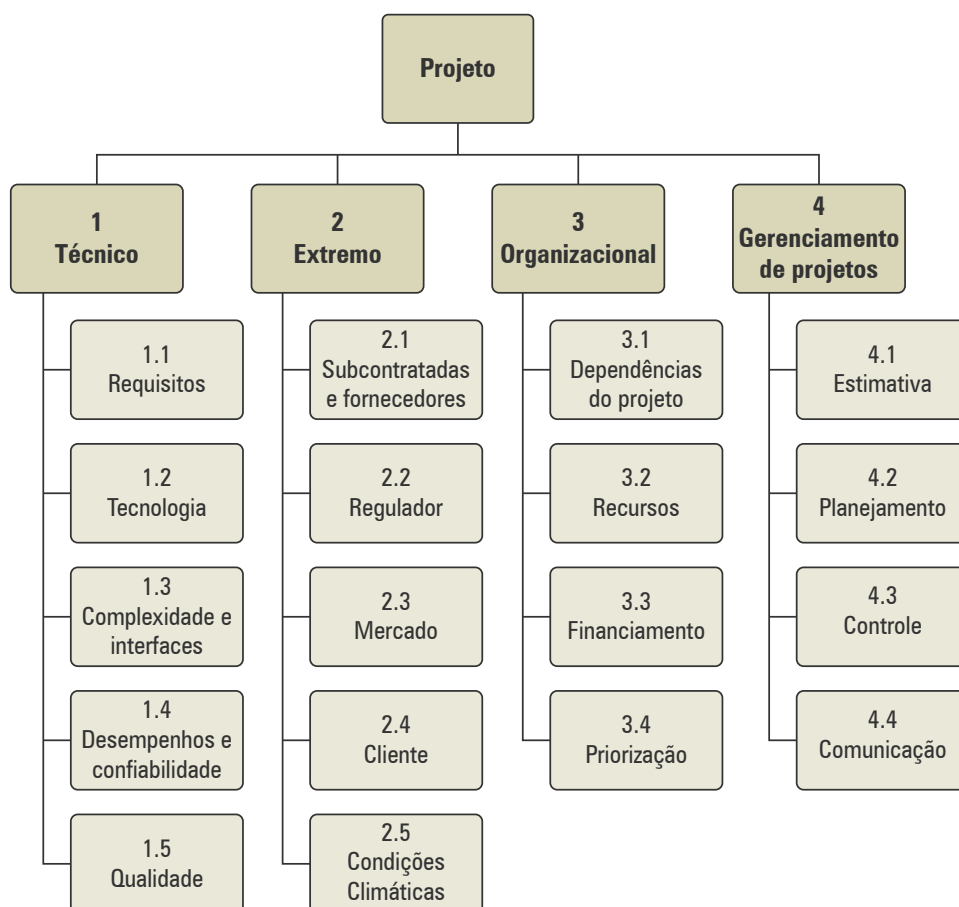 Projeto
1
Técnico
2
Extremo
3
Organizacional
4
Gerenciamento
de projetos
1.1
Requisitos
1.2
Tecnologia
1.3
Complexidade e
interfaces
1.4
Desempenhos e
confiabilidade
1.5
Qualidade
2.1
Subcontratadas
e fornecedores
2.2
Regulador
2.3
Mercado
2.4
Cliente
2.5
Condições
Climáticas
3.1
Dependências
do projeto
3.2
Recursos
3.3
Financiamento
3.4
Priorização
4.1
Estimativa
4.2
Planejamento
4.3
Controle
4.4
Comunicação